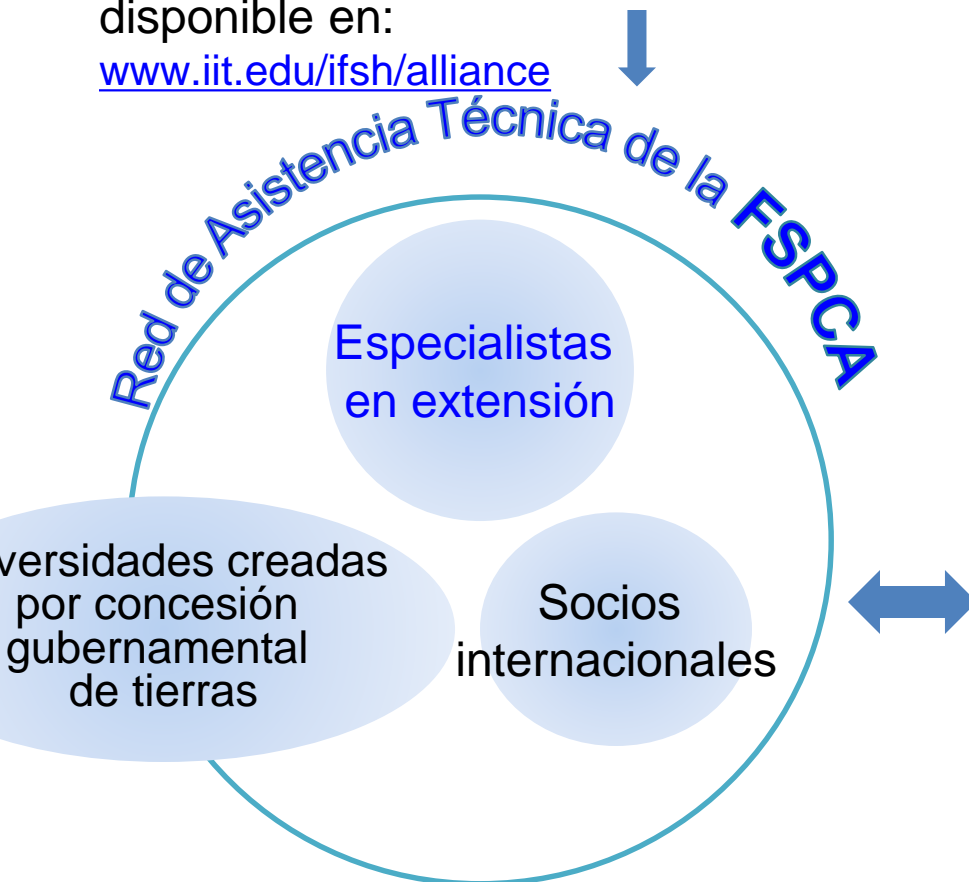 disponible en:
www.iit.edu/ifsh/alliance
Red de Asistencia Técnica de la FSPCA
Especialistas
en extensión
versidades creadas
por concesión
gubernamental
de tierras
Socios
internacionales